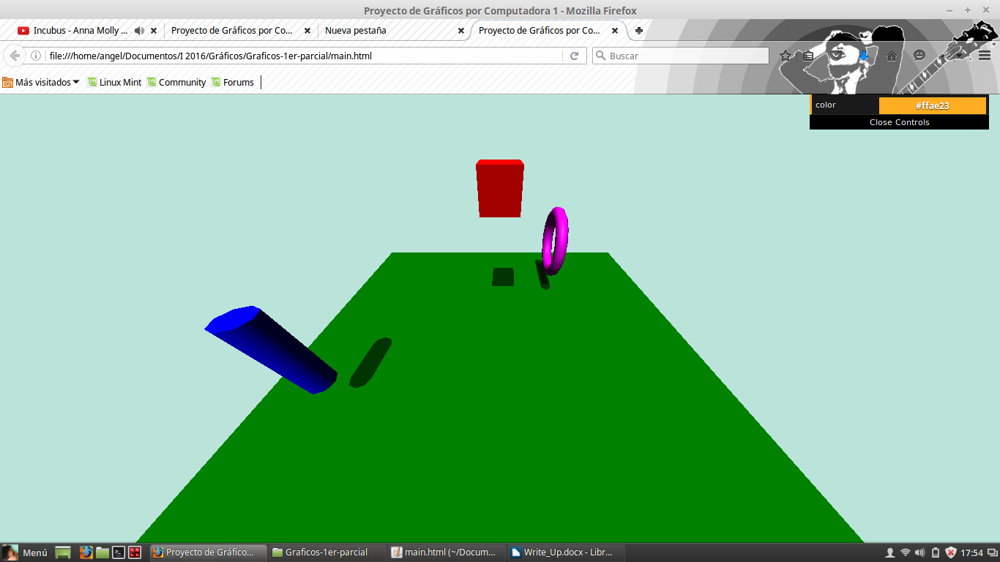 Proyecto de Gráficos por Computadora 1 - Mozilla Firefox
Incubus - Anna Molly ...
Proyecto de Gráficos por Co...
Nueva pestaña
Proyecto de Gráficos por Co...
file:///home/angel/Documentos/I 2016/Gráficos/Graficos-1er-parcial/main.html
Buscar
Más visitados
Linux Mint
Community
Forums
color
#ffae23
Close Controls
Menú
Proyecto de Gráfico...
Graficos-1er-parcial
main.html (~/Docum...
Write_Up.docx - Libr...
17:54